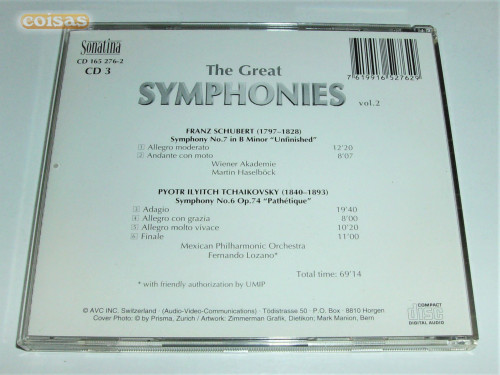 coisas
Sonatina
CD 165 276-2
CD 3
7619916527629
The Great
SYMPHONIES vol.2
FRANZ SCHUBERT (1797–1828)
Symphony No.7 in B Minor "Unfinished"
1 Allegro moderato 12'20
2 Andante con moto 8'07
Wiener Akademie
Martin Haselböck
PYOTR ILYITCH TCHAIKOVSKY (1840–1893)
Symphony No.6 Op.74 "Pathétique"
3 Adagio 19'40
4 Allegro con grazia 8'00
5 Allegro molto vivace 10'20
6 Finale 11'00
Mexican Philharmonic Orchestra
Fernando Lozano*
Total time: 69'14
* with friendly authorization by UMIP
© AVC INC. Switzerland · (Audio-Video-Communications) · Tödistrasse 50 · P.O. Box · 8810 Horgen
Cover Photo: © by Prisma, Zurich / Artwork: Zimmerman Grafik, Dietikon; Mark Manion, Bern
COMPACT
disc
DIGITAL AUDIO